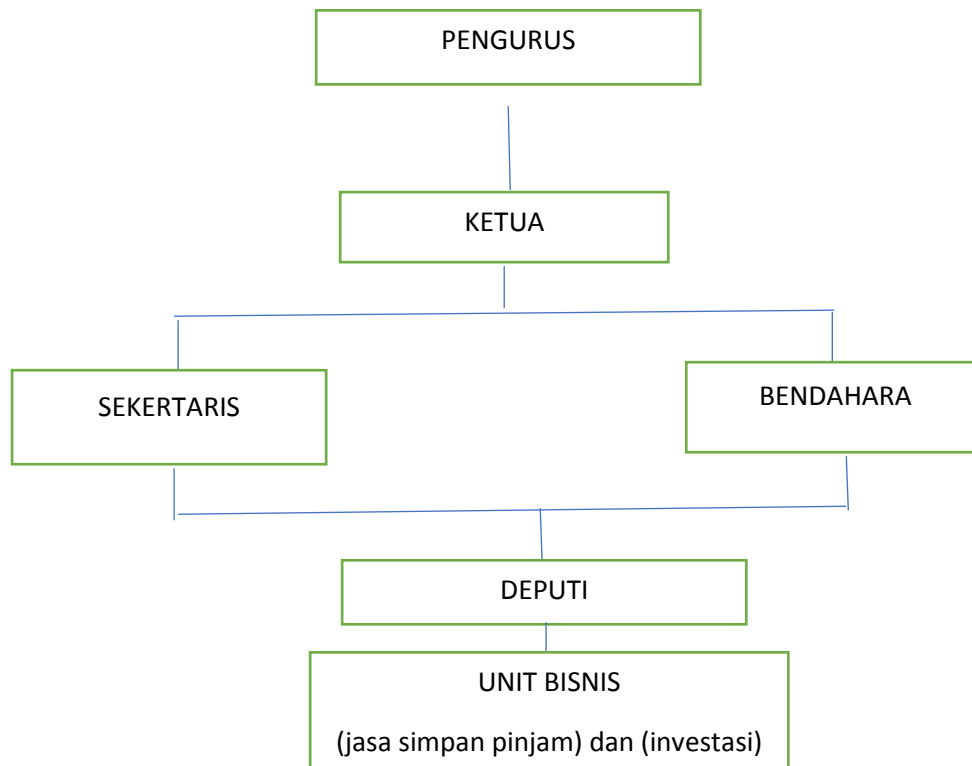 PENGURUS
KETUA
SEKERTARIS
BENDAHARA
DEPUTI
UNIT BISNIS
(jasa simpan pinjam) dan (investasi)